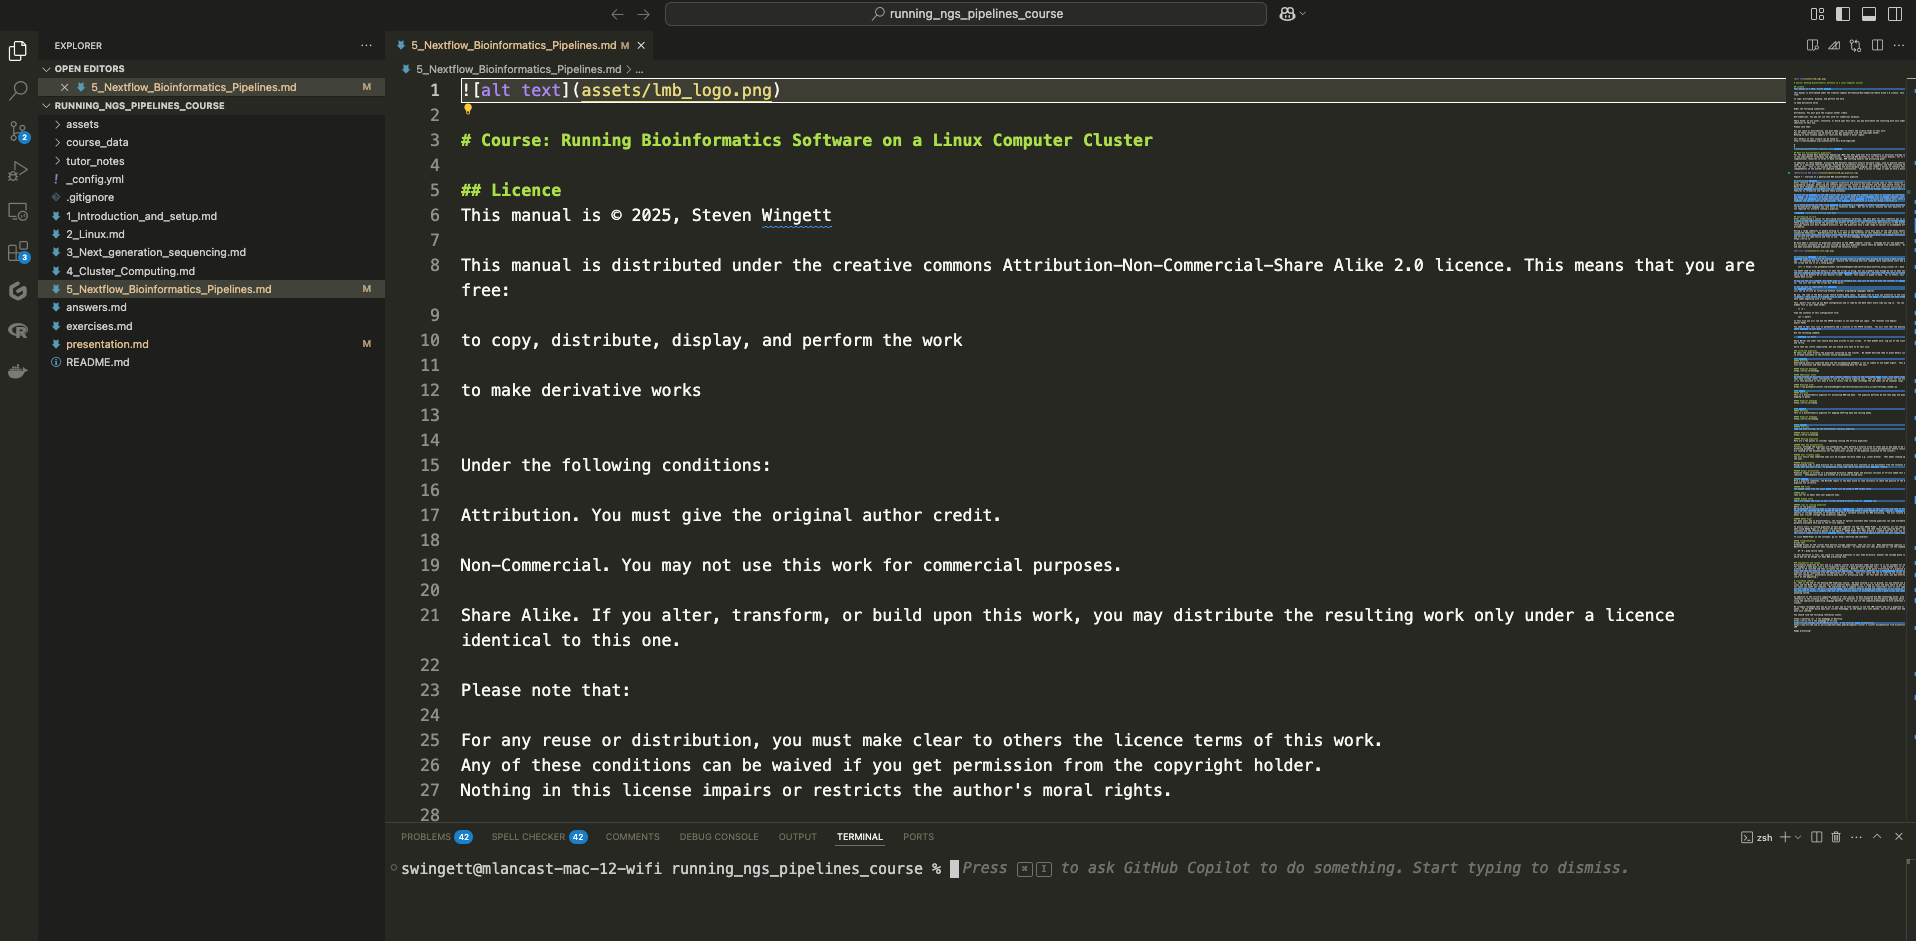 running_ngs_pipelines_course
EXPLORER
OPEN EDITORS
5_Nextflow_Bioinformatics_Pipelines.md M
RUNNING_NGS_PIPELINES_COURSE
assets
course_data
tutor_notes
! _config.yml
.gitignore
1_Introduction_and_setup.md
2_Linux.md
3_Next_generation_sequencing.md
4_Cluster_Computing.md
5_Nextflow_Bioinformatics_Pipelines.md M
answers.md
exercises.md
presentation.md M
README.md
2
3
5_Nextflow_Bioinformatics_Pipelines.md M
5_Nextflow_Bioinformatics_Pipelines.md > ...
1 ![alt text](assets/lmb_logo.png)
2
3 # Course: Running Bioinformatics Software on a Linux Computer Cluster
4
5 ## Licence
6 This manual is © 2025, Steven Wingett
7
8 This manual is distributed under the creative commons Attribution-Non-Commercial-Share Alike 2.0 licence. This means that you are
free:
9
10 to copy, distribute, display, and perform the work
11
12 to make derivative works
13
14
15 Under the following conditions:
16
17 Attribution. You must give the original author credit.
18
19 Non-Commercial. You may not use this work for commercial purposes.
20
21 Share Alike. If you alter, transform, or build upon this work, you may distribute the resulting work only under a licence
identical to this one.
22
23 Please note that:
24
25 For any reuse or distribution, you must make clear to others the licence terms of this work.
26 Any of these conditions can be waived if you get permission from the copyright holder.
27 Nothing in this license impairs or restricts the author's moral rights.
28
PROBLEMS 42 SPELL CHECKER 42 COMMENTS DEBUG CONSOLE OUTPUT TERMINAL PORTS
zsh
swingett@mlancast-mac-12-wifi running_ngs_pipelines_course % Press ⌘ I to ask GitHub Copilot to do something. Start typing to dismiss.